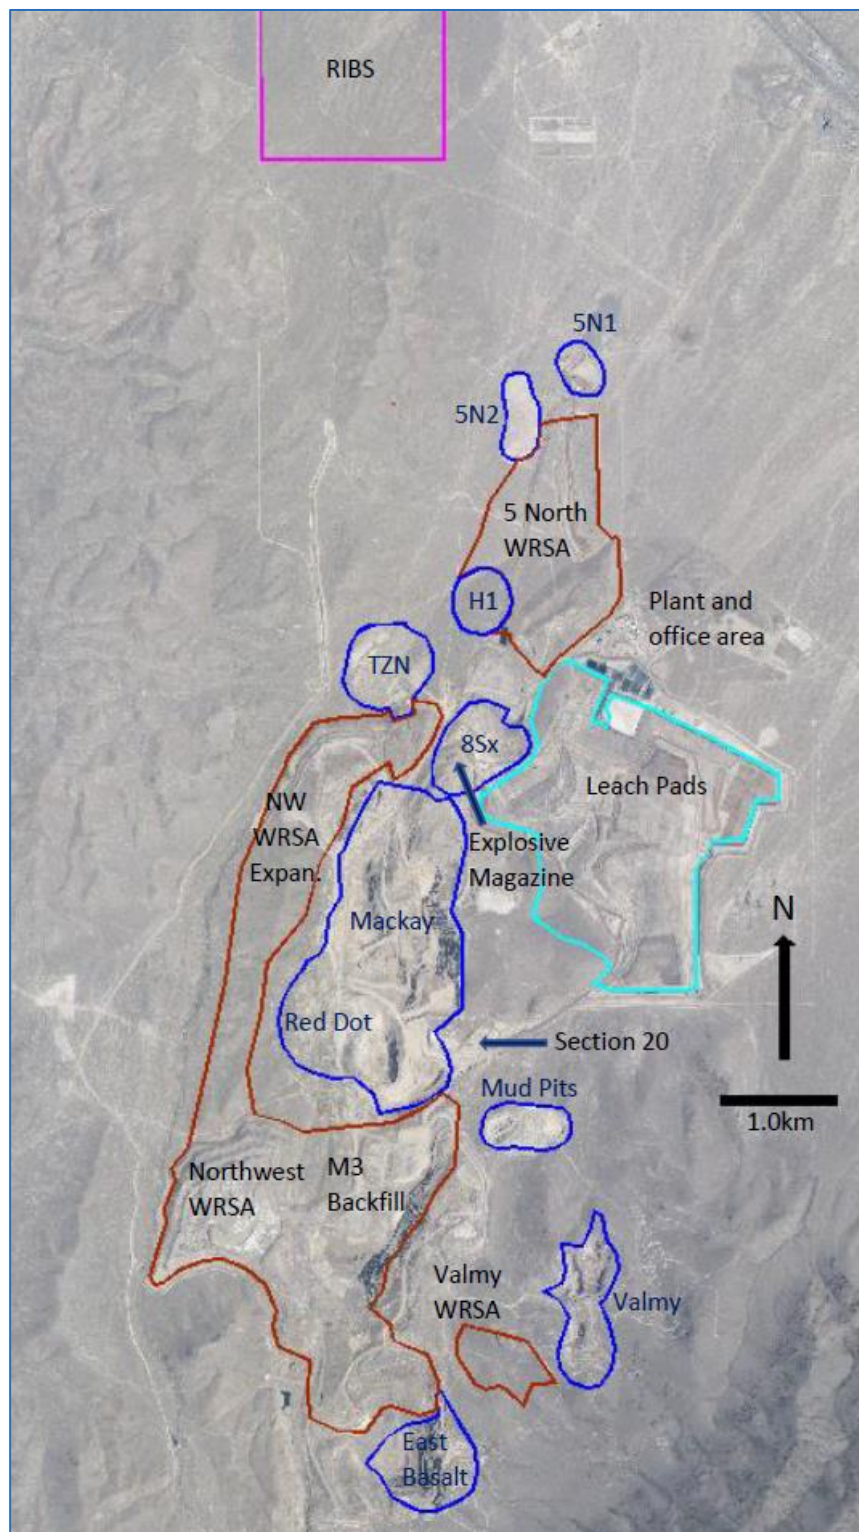 RIBS
5N1
5N2
5 North
WRSA
H1
Plant and
office area
TZN
8Sx
Leach Pads
NW
WRSA
Expan.
Explosive
Magazine
Mackay
N
Red Dot
Section 20
Mud Pits
1.0km
Northwest
WRSA
M3
Backfill
Valmy
WRSA
Valmy
East
Basalt